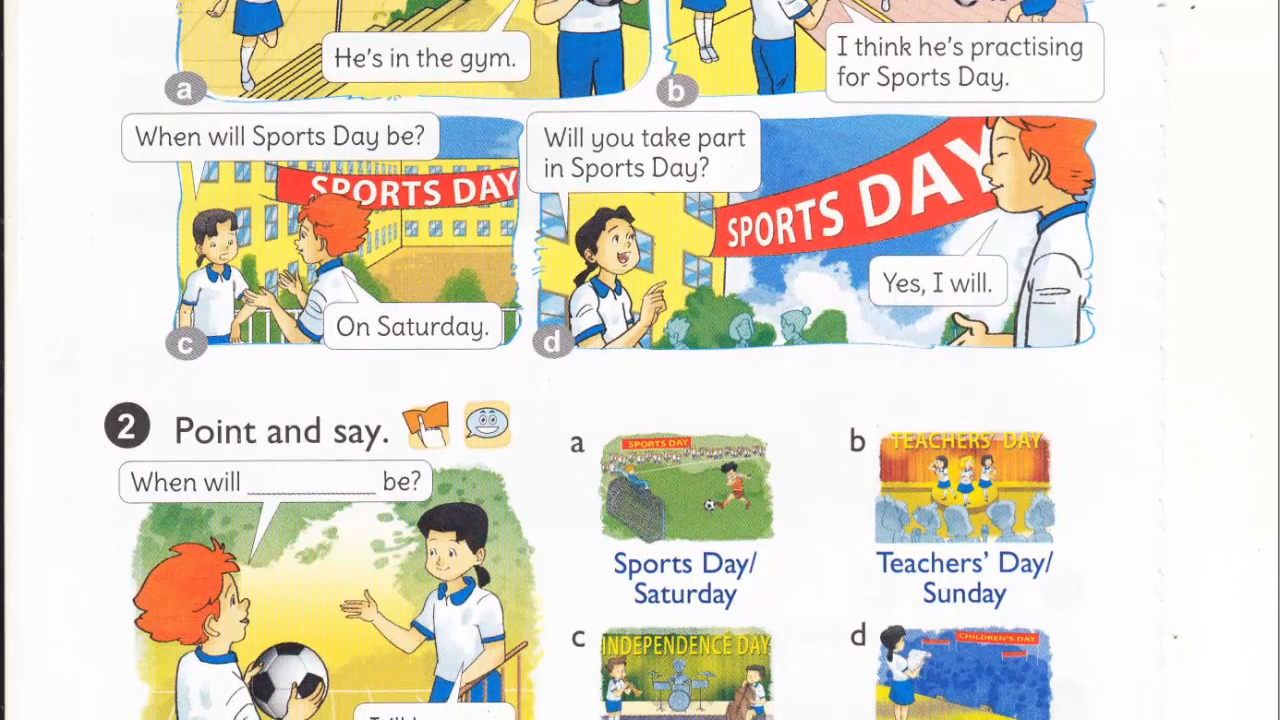 He's in the gym.
I think he's practising
for Sports Day.
a
b
When will Sports Day be?
SPORTS DAY
On Saturday.
c
Will you take part
in Sports Day?
SPORTS DAY
Yes, I will.
d
2 Point and say.
When will ____________ be?
a
SPORTS DAY
Sports Day/
Saturday
b
TEACHERS' DAY
Teachers' Day/
Sunday
c
INDEPENDENCE DAY
d
CHILDREN'S DAY